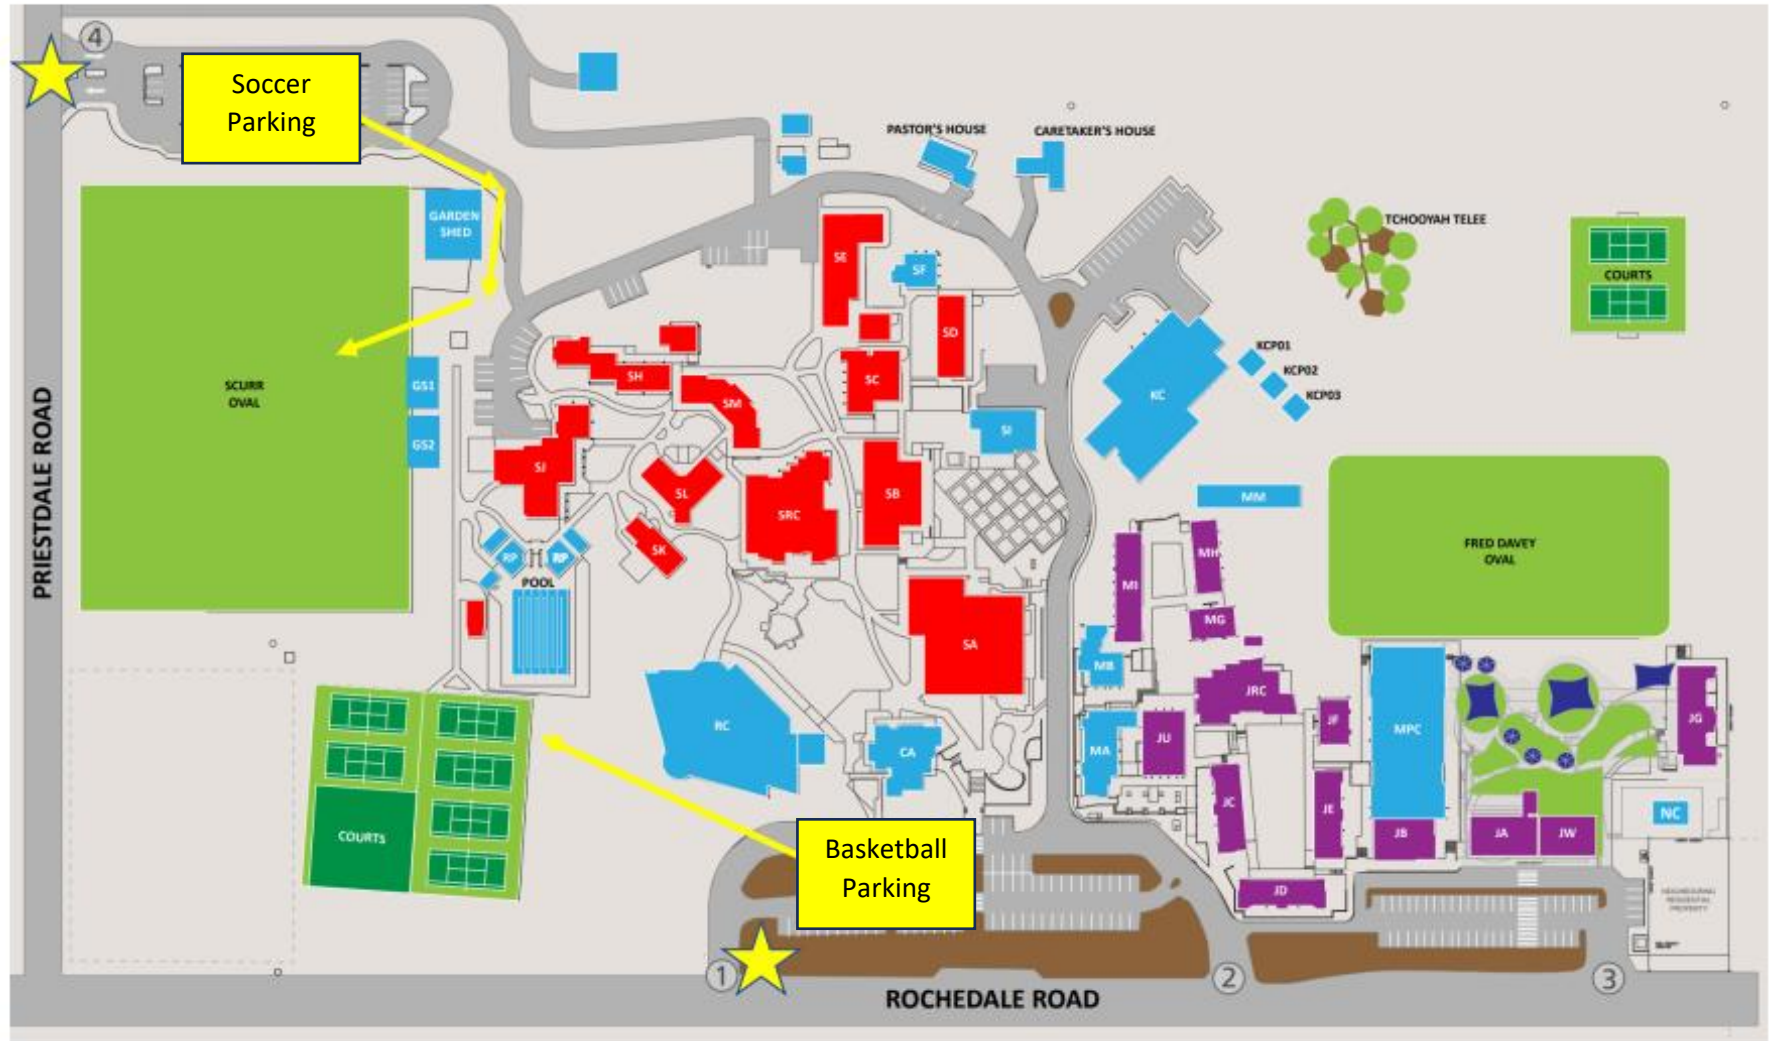 4
Soccer
Parking
PASTOR'S HOUSE
CARETAKER'S HOUSE
GARDEN
SHED
SE
SF
TCHOOYAH TELEE
COURTS
SD
SH
SC
SM
KCP01
KCP02
KCP03
KC
SCURR
OVAL
GS1
GS2
SI
SJ
SL
SB
SRC
SK
MM
PRIESTDALE ROAD
RP
RP
POOL
MH
MI
MG
FRED DAVEY
OVAL
SA
MB
JRC
RC
CA
MA
JU
JF
MPC
JG
COURTS
Basketball
Parking
JC
JE
JB
JA
JW
NC
JD
NEIGHBOURING
RESIDENTIAL
PROPERTY
1
2
3
ROCHEDALE ROAD